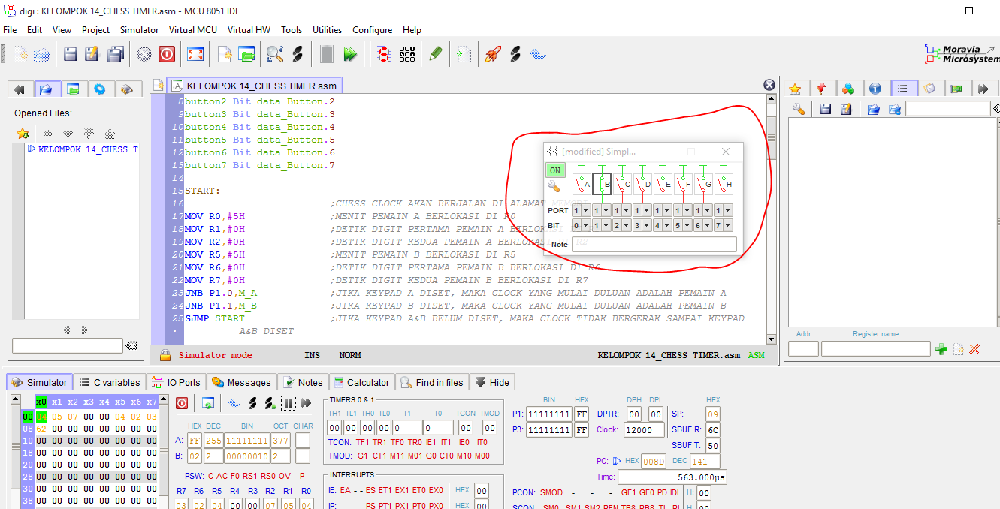 digi : KELOMPOK 14_CHESS TIMER.asm - MCU 8051 IDE
File Edit View Project Simulator Virtual MCU Virtual HW Tools Utilities Configure Help
Moravia
Microsystem
KELOMPOK 14_CHESS TIMER.asm
Opened Files:
KELOMPOK 14_CHESS T
8 button2 Bit data_Button.2
9 button3 Bit data_Button.3
10 button4 Bit data_Button.4
11 button5 Bit data_Button.5
12 button6 Bit data_Button.6
13 button7 Bit data_Button.7
14
15 START:
16 ;CHESS CLOCK AKAN BERJALAN DI ALAMAT
17 MOV R0,#5H ;MENIT PEMAIN A BERLOKASI DI R0
18 MOV R1,#0H ;DETIK DIGIT PERTAMA PEMAIN A BERLOKASI
19 MOV R2,#0H ;DETIK DIGIT KEDUA PEMAIN A BERLOKASI DI R2
20 MOV R5,#5H ;MENIT PEMAIN B BERLOKASI DI R5
21 MOV R6,#0H ;DETIK DIGIT PERTAMA PEMAIN B BERLOKASI DI R6
22 MOV R7,#0H ;DETIK DIGIT KEDUA PEMAIN B BERLOKASI DI R7
23 JNB P1.0,M_A ;JIKA KEYPAD A DISET, MAKA CLOCK YANG MULAI DULUAN ADALAH PEMAIN A
24 JNB P1.1,M_B ;JIKA KEYPAD B DISET, MAKA CLOCK YANG MULAI DULUAN ADALAH PEMAIN B
25 SJMP START ;JIKA KEYPAD A&B BELUM DISET, MAKA CLOCK TIDAK BERGERAK SAMPAI KEYPAD
A&B DISET
[modified] Simpl...
ON
A B C D E F G H
PORT 1 1 1 1 1 1 1 1
BIT 0 1 2 3 4 5 6 7
Note
Addr Register name
Simulator mode INS NORM KELOMPOK 14_CHESS TIMER.asm ASM
Simulator C variables IO Ports Messages Notes Calculator Find in files Hide
x0 x1 x2 x3 x4 x5 x6 x7
00 04 05 07 00 00 04 02 03
08 62 00 00 00 00 00 00 00
10 00 00 00 00 00 00 00 00
18 00 00 00 00 00 00 00 00
20 00 00 00 00 00 00 00 00
28 00 00 00 00 00 00 00 00
30 00 00 00 00 00 00 00 00
38 00 00 00 00 00 00 00 00
HEX DEC BIN OCT CHAR
A: FF 255 11111111 377
B: 02 2 00000010 2
PSW: C AC F0 RS1 RS0 OV - P
R7 R6 R5 R4 R3 R2 R1 R0
03 02 04 00 00 07 05 04
TIMERS 0 & 1
TH1 TL1 TH0 TL0 T1 T0 TCON TMOD
00 00 00 00 0 0 00 00
TCON: TF1 TR1 TF0 TR0 IE1 IT1 IE0 IT0
TMOD: G1 CT1 M11 M01 G0 CT0 M10 M00
INTERRUPTS
IE: EA - - ES ET1 EX1 ET0 EX0 HEX 00
IP: - - - PS PT1 PX1 PT0 PX0 HEX 00
BIN HEX
P1: 11111111 FF
P3: 11111111 FF
DPH DPL
DPTR: 00 00
Clock: 12000
HEX
SP: 09
SBUF R: 6C
SBUF T: 50
PC: HEX 008D DEC 141
Time: 563.000µs
PCON: SMOD - - - GF1 GF0 PD IDL H: 00
SCON: SM0 SM1 SM2 REN TB8 RB8 TI RI H: 00